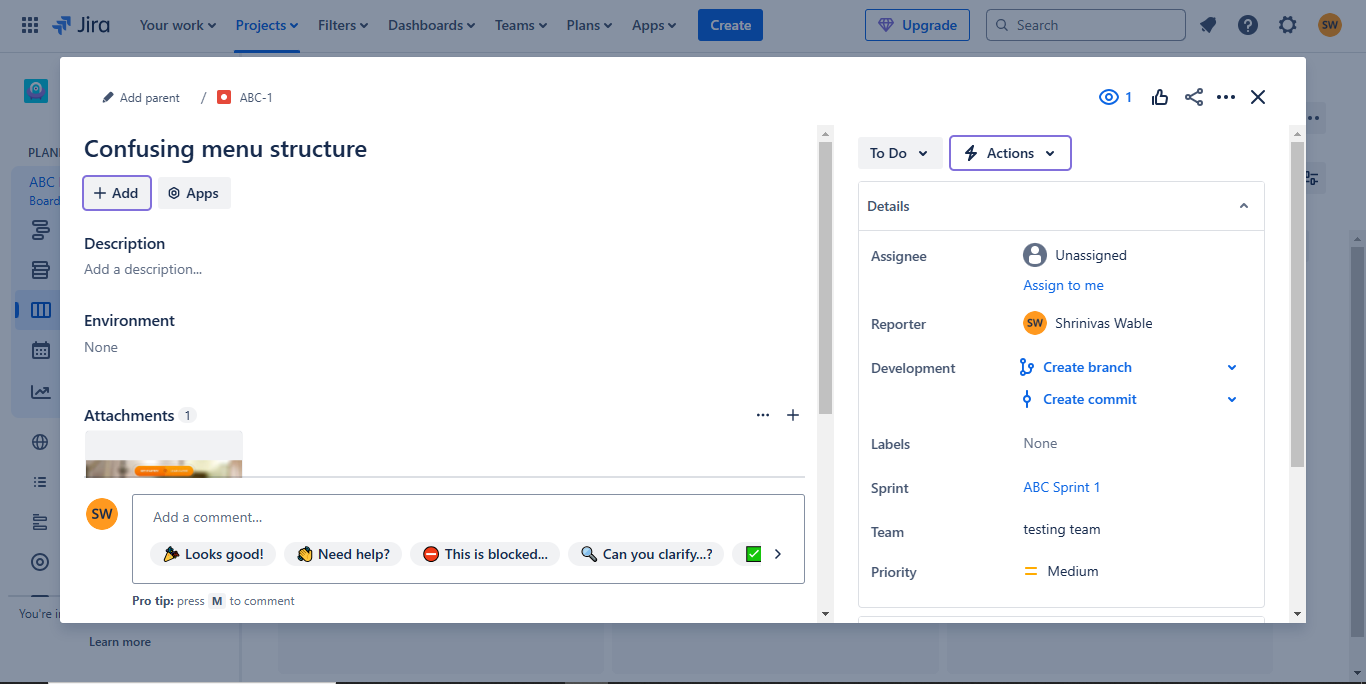 Jira Your work Projects Filters Dashboards Teams Plans Apps Create Upgrade Search SW
Add parent / ABC-1 1
Confusing menu structure
Add Apps
Description
Add a description...
Environment
None
Attachments 1
SW
Add a comment...
Looks good! Need help? This is blocked... Can you clarify...?
Pro tip: press M to comment
To Do Actions
Details
Assignee Unassigned
Assign to me
Reporter SW Shrinivas Wable
Development Create branch
Create commit
Labels None
Sprint ABC Sprint 1
Team testing team
Priority Medium
PLAN
ABC
Board
You're i
Learn more